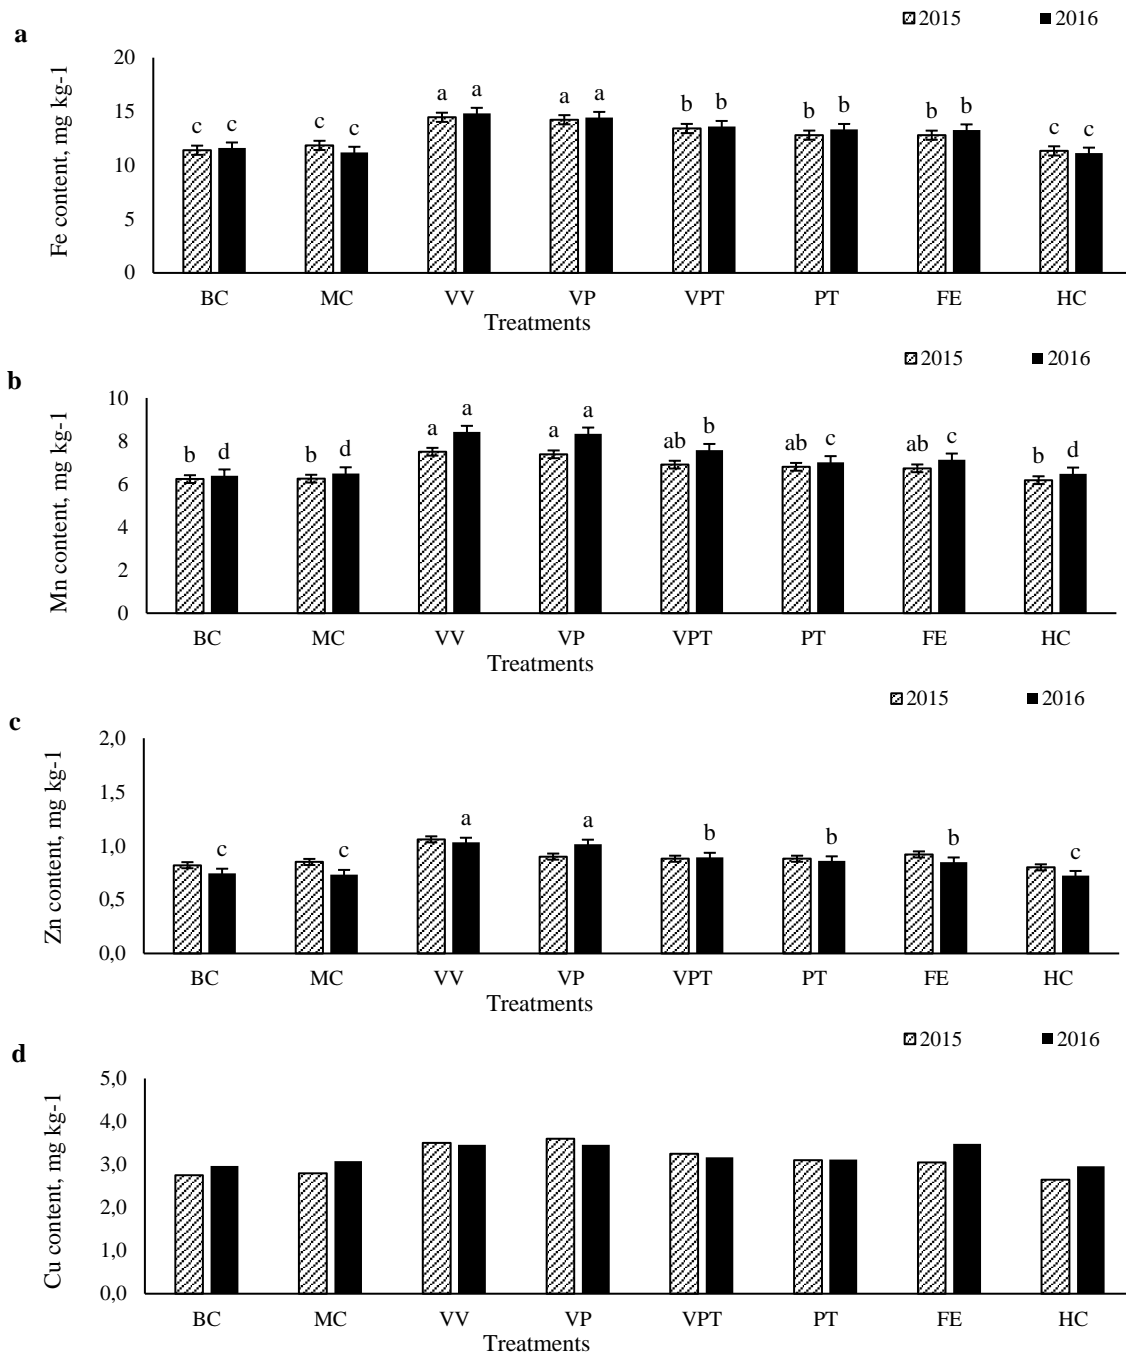 2015 2016
a
Fe content, mg kg-1
20
15
10
5
0
c c c c a a a a b b b b b b c c
BC MC VV VP VPT PT FE HC
Treatments
2015 2016
b
Mn content, mg kg-1
10
8
6
4
2
0
b d b d a a a a ab b ab c ab c b d
BC MC VV VP VPT PT FE HC
Treatments
2015 2016
c
Zn content, mg kg-1
2,0
1,5
1,0
0,5
0,0
c c a a b b b c
BC MC VV VP VPT PT FE HC
Treatments
2015 2016
d
Cu content, mg kg-1
5,0
4,0
3,0
2,0
1,0
0,0
BC MC VV VP VPT PT FE HC
Treatments